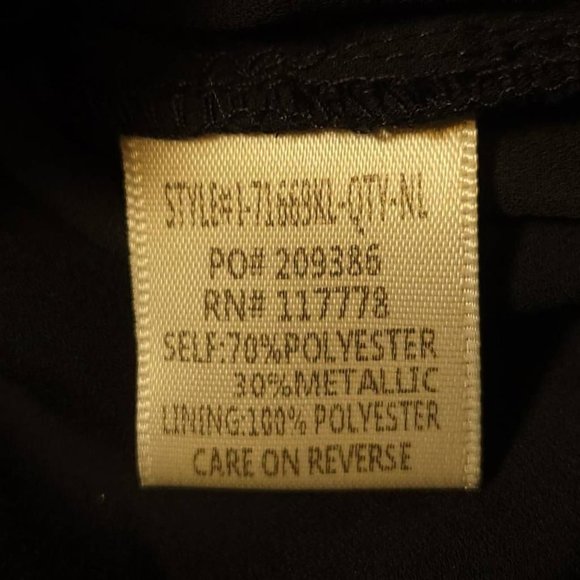 STYLE#1-71669XL-QTY-NL
PO# 209386
RN# 117778
SELF:70%POLYESTER
30%METALLIC
LINING:100% POLYESTER
CARE ON REVERSE